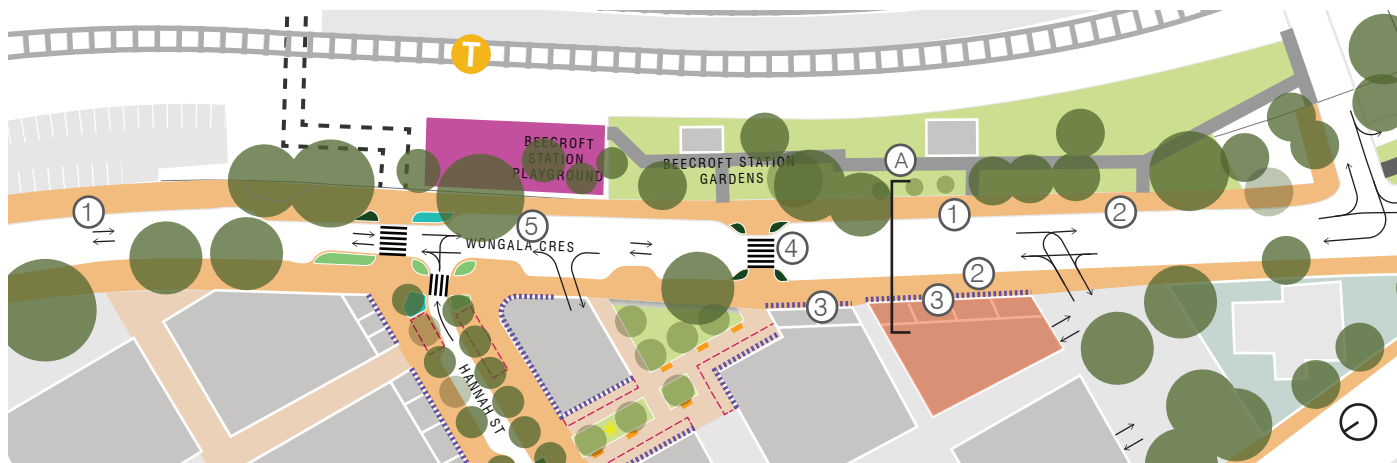 T
BEECROFT
STATION
PLAYGROUND
BEECROFT STATION
GARDENS
A
1
1
2
5
WONGALA CRES
4
2
3
3
HANNAH ST